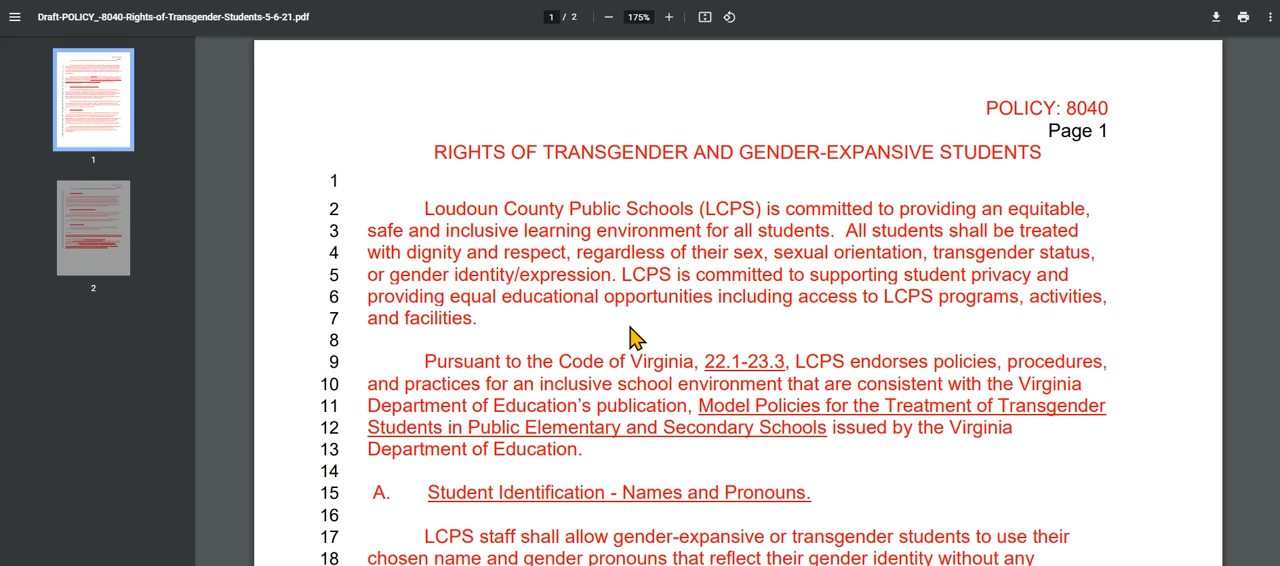 Draft-POLICY_-8040-Rights-of-Transgender-Students-5-6-21.pdf
1 / 2
175%
1
2
POLICY: 8040
Page 1
RIGHTS OF TRANSGENDER AND GENDER-EXPANSIVE STUDENTS
1
2 Loudoun County Public Schools (LCPS) is committed to providing an equitable,
3 safe and inclusive learning environment for all students. All students shall be treated
4 with dignity and respect, regardless of their sex, sexual orientation, transgender status,
5 or gender identity/expression. LCPS is committed to supporting student privacy and
6 providing equal educational opportunities including access to LCPS programs, activities,
7 and facilities.
8
9 Pursuant to the Code of Virginia, 22.1-23.3, LCPS endorses policies, procedures,
10 and practices for an inclusive school environment that are consistent with the Virginia
11 Department of Education's publication, Model Policies for the Treatment of Transgender
12 Students in Public Elementary and Secondary Schools issued by the Virginia
13 Department of Education.
14
15 A. Student Identification - Names and Pronouns.
16
17 LCPS staff shall allow gender-expansive or transgender students to use their
18 chosen name and gender pronouns that reflect their gender identity without any